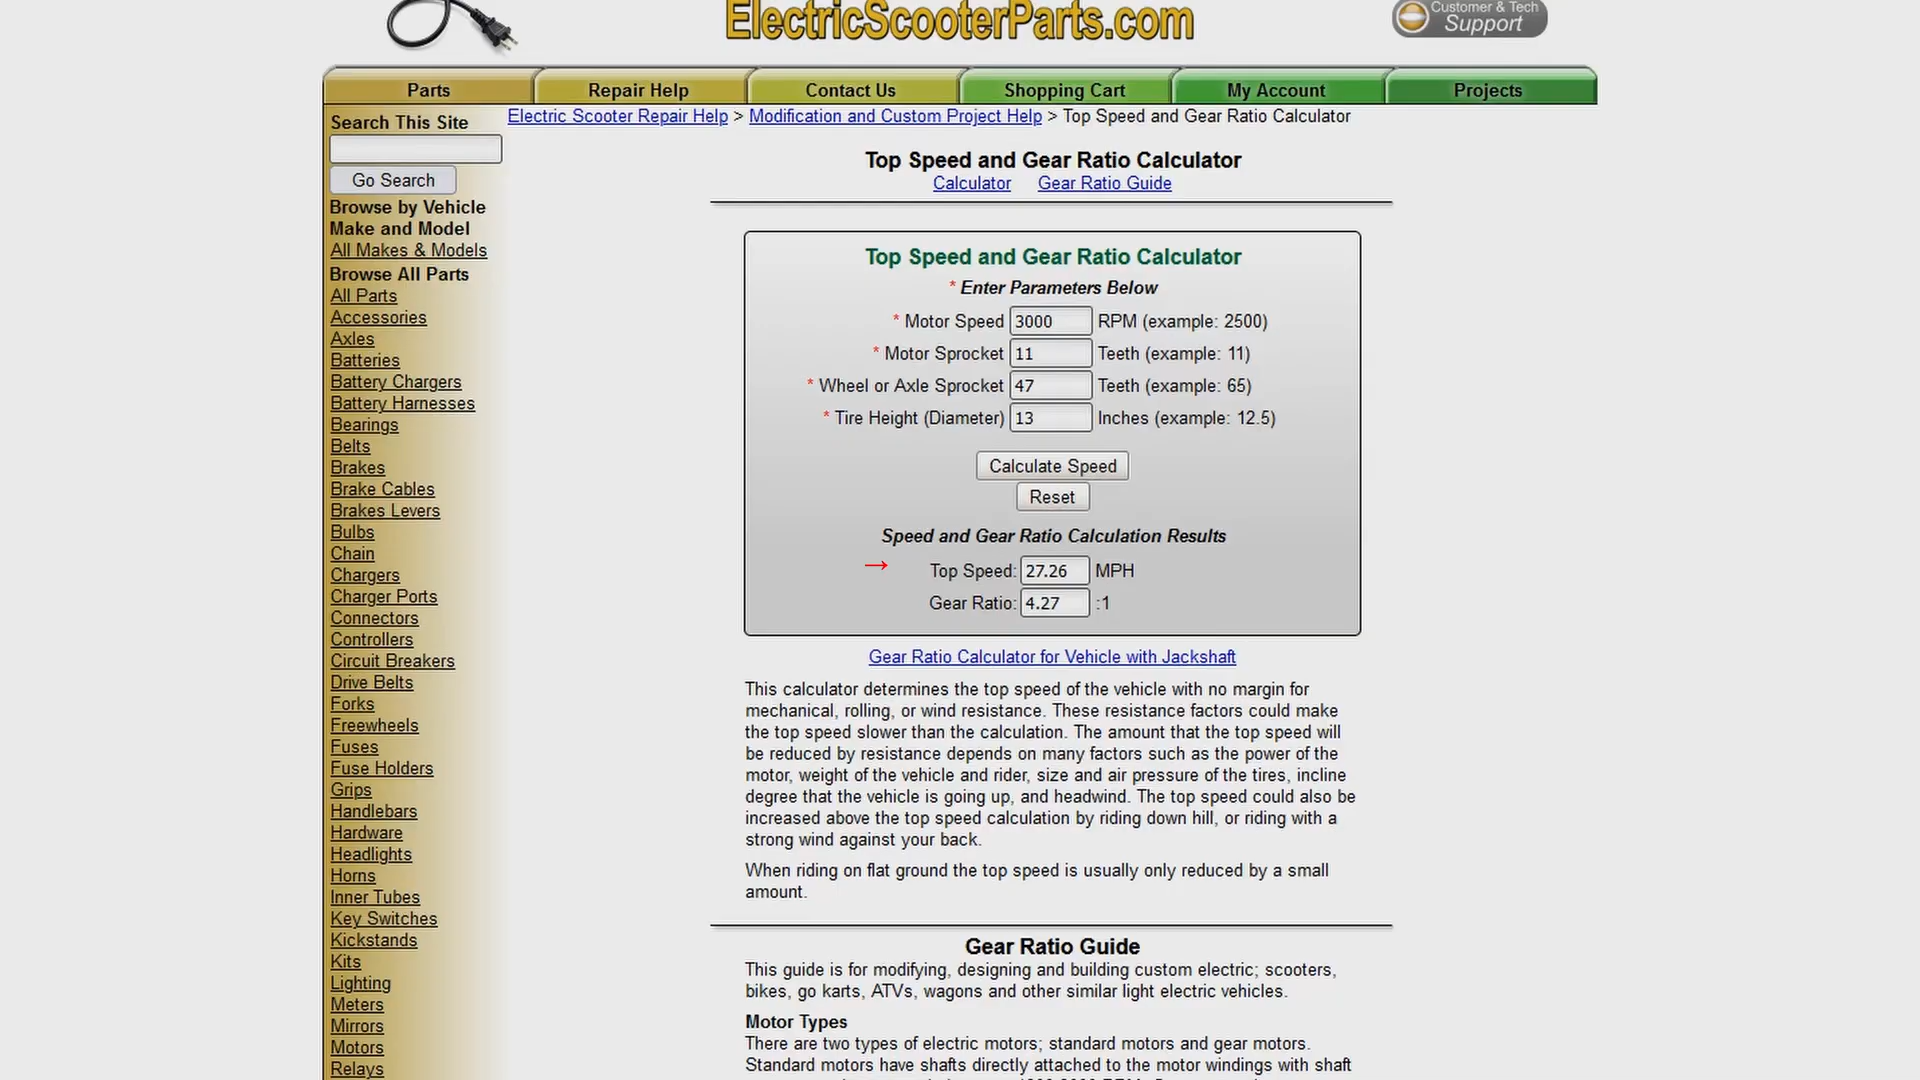 ElectricScooterParts.com
Customer & Tech
Support
Parts
Repair Help
Contact Us
Shopping Cart
My Account
Projects
Search This Site
Go Search
Browse by Vehicle
Make and Model
All Makes & Models
Browse All Parts
All Parts
Accessories
Axles
Batteries
Battery Chargers
Battery Harnesses
Bearings
Belts
Brakes
Brake Cables
Brakes Levers
Bulbs
Chain
Chargers
Charger Ports
Connectors
Controllers
Circuit Breakers
Drive Belts
Forks
Freewheels
Fuses
Fuse Holders
Grips
Handlebars
Hardware
Headlights
Horns
Inner Tubes
Key Switches
Kickstands
Kits
Lighting
Meters
Mirrors
Motors
Relays
Electric Scooter Repair Help > Modification and Custom Project Help > Top Speed and Gear Ratio Calculator
Top Speed and Gear Ratio Calculator
Calculator Gear Ratio Guide
Top Speed and Gear Ratio Calculator
* Enter Parameters Below
* Motor Speed 3000 RPM (example: 2500)
* Motor Sprocket 11 Teeth (example: 11)
* Wheel or Axle Sprocket 47 Teeth (example: 65)
* Tire Height (Diameter) 13 Inches (example: 12.5)
Calculate Speed
Reset
Speed and Gear Ratio Calculation Results
→ Top Speed: 27.26 MPH
Gear Ratio: 4.27 :1
Gear Ratio Calculator for Vehicle with Jackshaft
This calculator determines the top speed of the vehicle with no margin for
mechanical, rolling, or wind resistance. These resistance factors could make
the top speed slower than the calculation. The amount that the top speed will
be reduced by resistance depends on many factors such as the power of the
motor, weight of the vehicle and rider, size and air pressure of the tires, incline
degree that the vehicle is going up, and headwind. The top speed could also be
increased above the top speed calculation by riding down hill, or riding with a
strong wind against your back.
When riding on flat ground the top speed is usually only reduced by a small
amount.
Gear Ratio Guide
This guide is for modifying, designing and building custom electric; scooters,
bikes, go karts, ATVs, wagons and other similar light electric vehicles.
Motor Types
There are two types of electric motors; standard motors and gear motors.
Standard motors have shafts directly attached to the motor windings with shaft